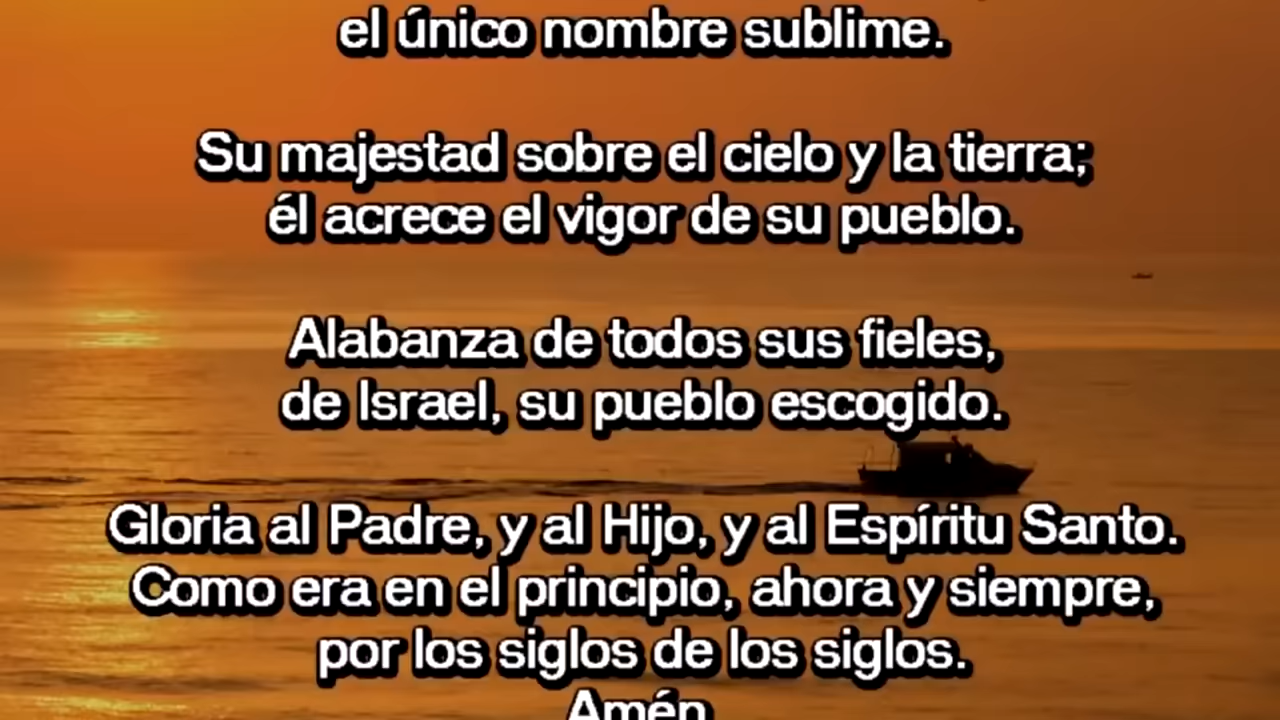 el único nombre sublime.
Su majestad sobre el cielo y la tierra;
él acrece el vigor de su pueblo.
Alabanza de todos sus fieles,
de Israel, su pueblo escogido.
Gloria al Padre, y al Hijo, y al Espíritu Santo.
Como era en el principio, ahora y siempre,
por los siglos de los siglos.
Amén